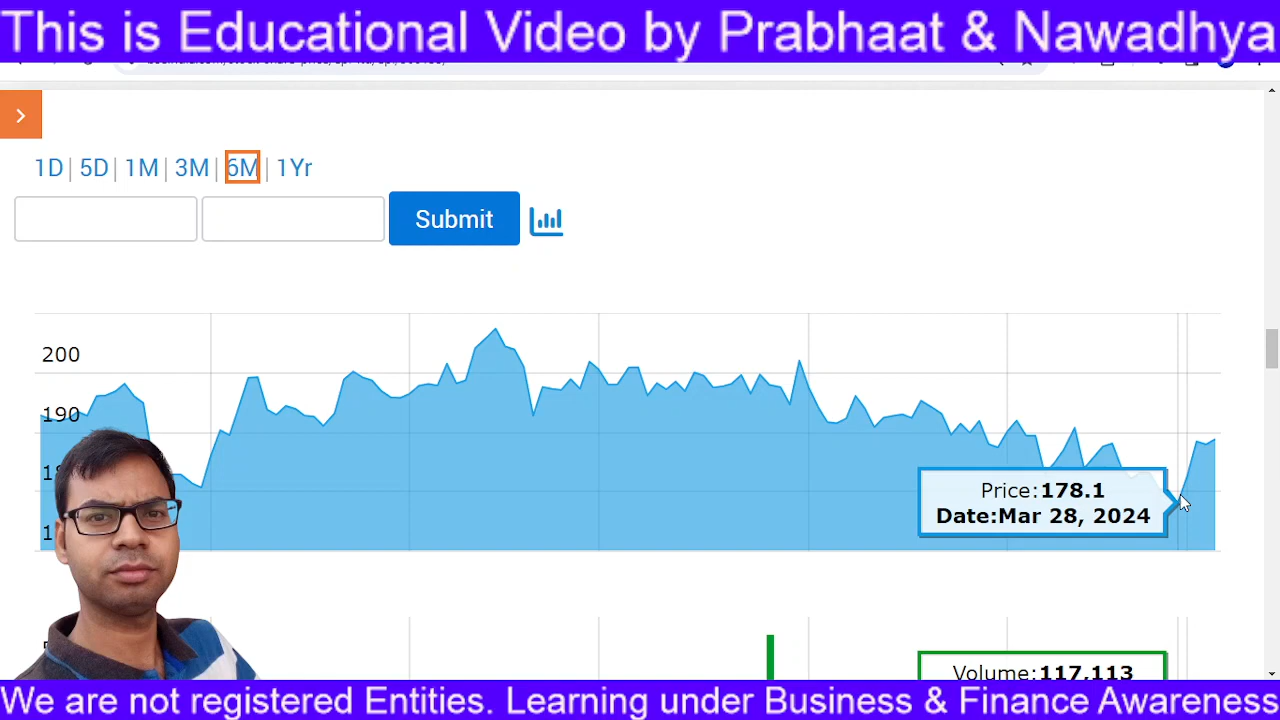 This is Educational Video by Prabhaat & Nawadhya
1D | 5D | 1M | 3M | 6M | 1Yr
Submit
200
190
Price:178.1
Date:Mar 28, 2024
Volume:117,113
We are not registered Entities. Learning under Business & Finance Awareness